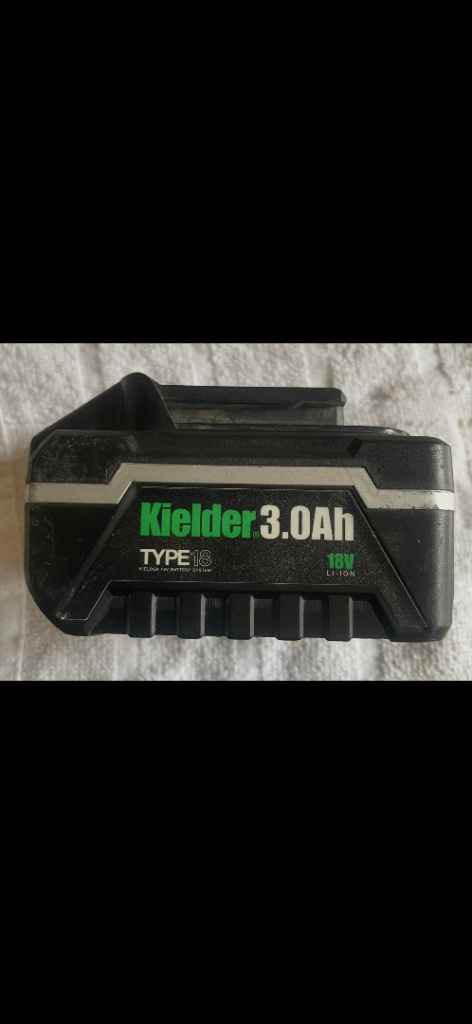 Kielder® 3.0Ah
TYPE18 18V
KIELDER 18V BATTERY SYSTEM LI-ION